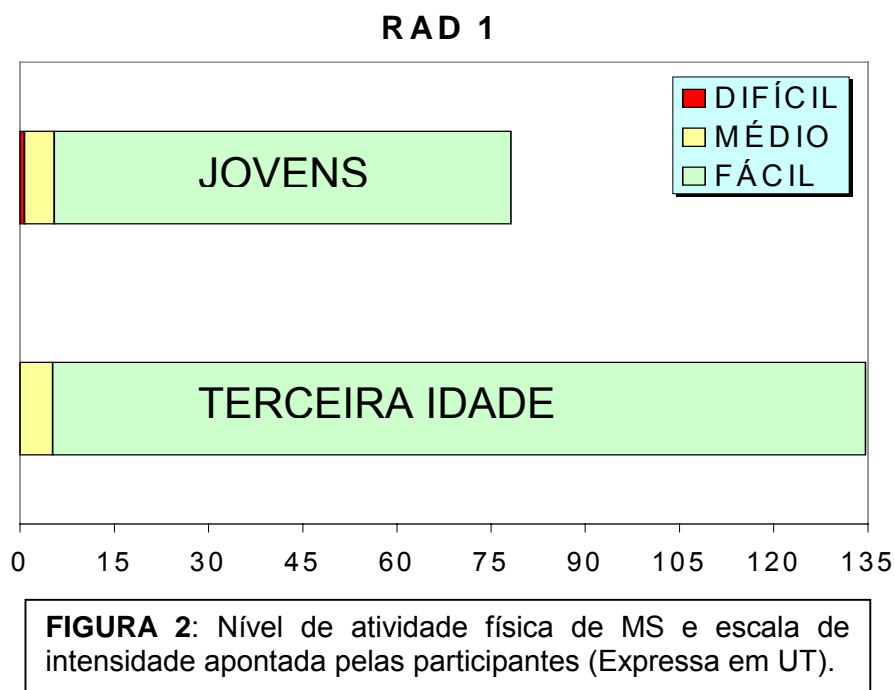 RAD 1
DIFÍCIL
MÉDIO
FÁCIL
JOVENS
TERCEIRA IDADE
0 15 30 45 60 75 90 105 120 135
FIGURA 2: Nível de atividade física de MS e escala de
intensidade apontada pelas participantes (Expressa em UT).